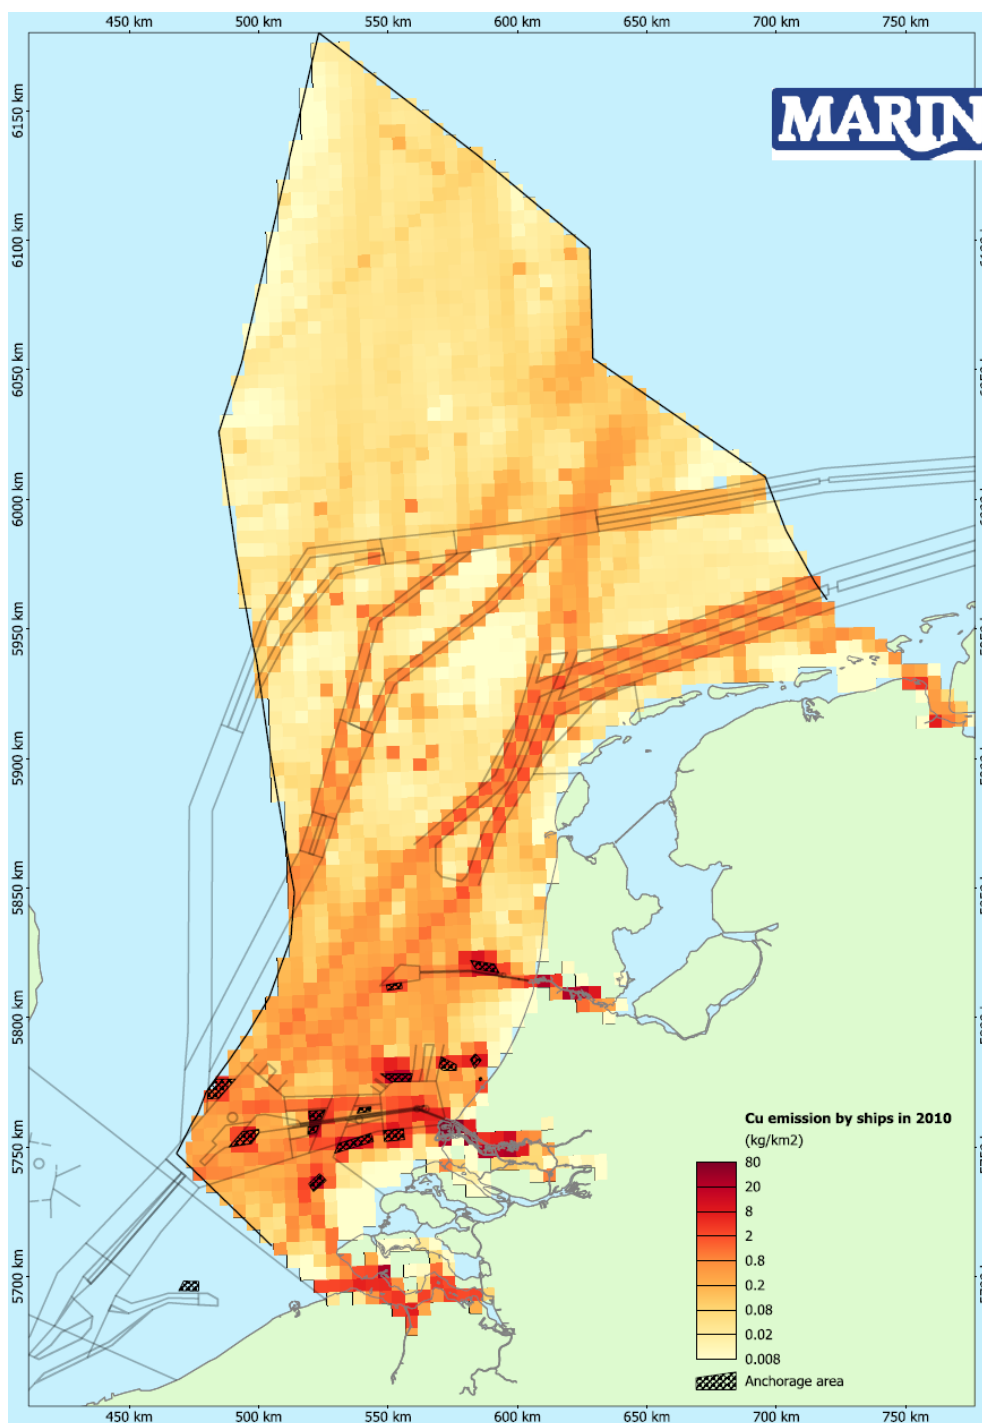 450 km 500 km 550 km 600 km 650 km 700 km 750 km
MARIN
6150 km
6100 km
6050 km
6000 km
5950 km
5900 km
5850 km
5800 km
5750 km
5700 km
Cu emission by ships in 2010
(kg/km2)
80
20
8
2
0.8
0.2
0.08
0.02
0.008
Anchorage area
450 km 500 km 550 km 600 km 650 km 700 km 750 km